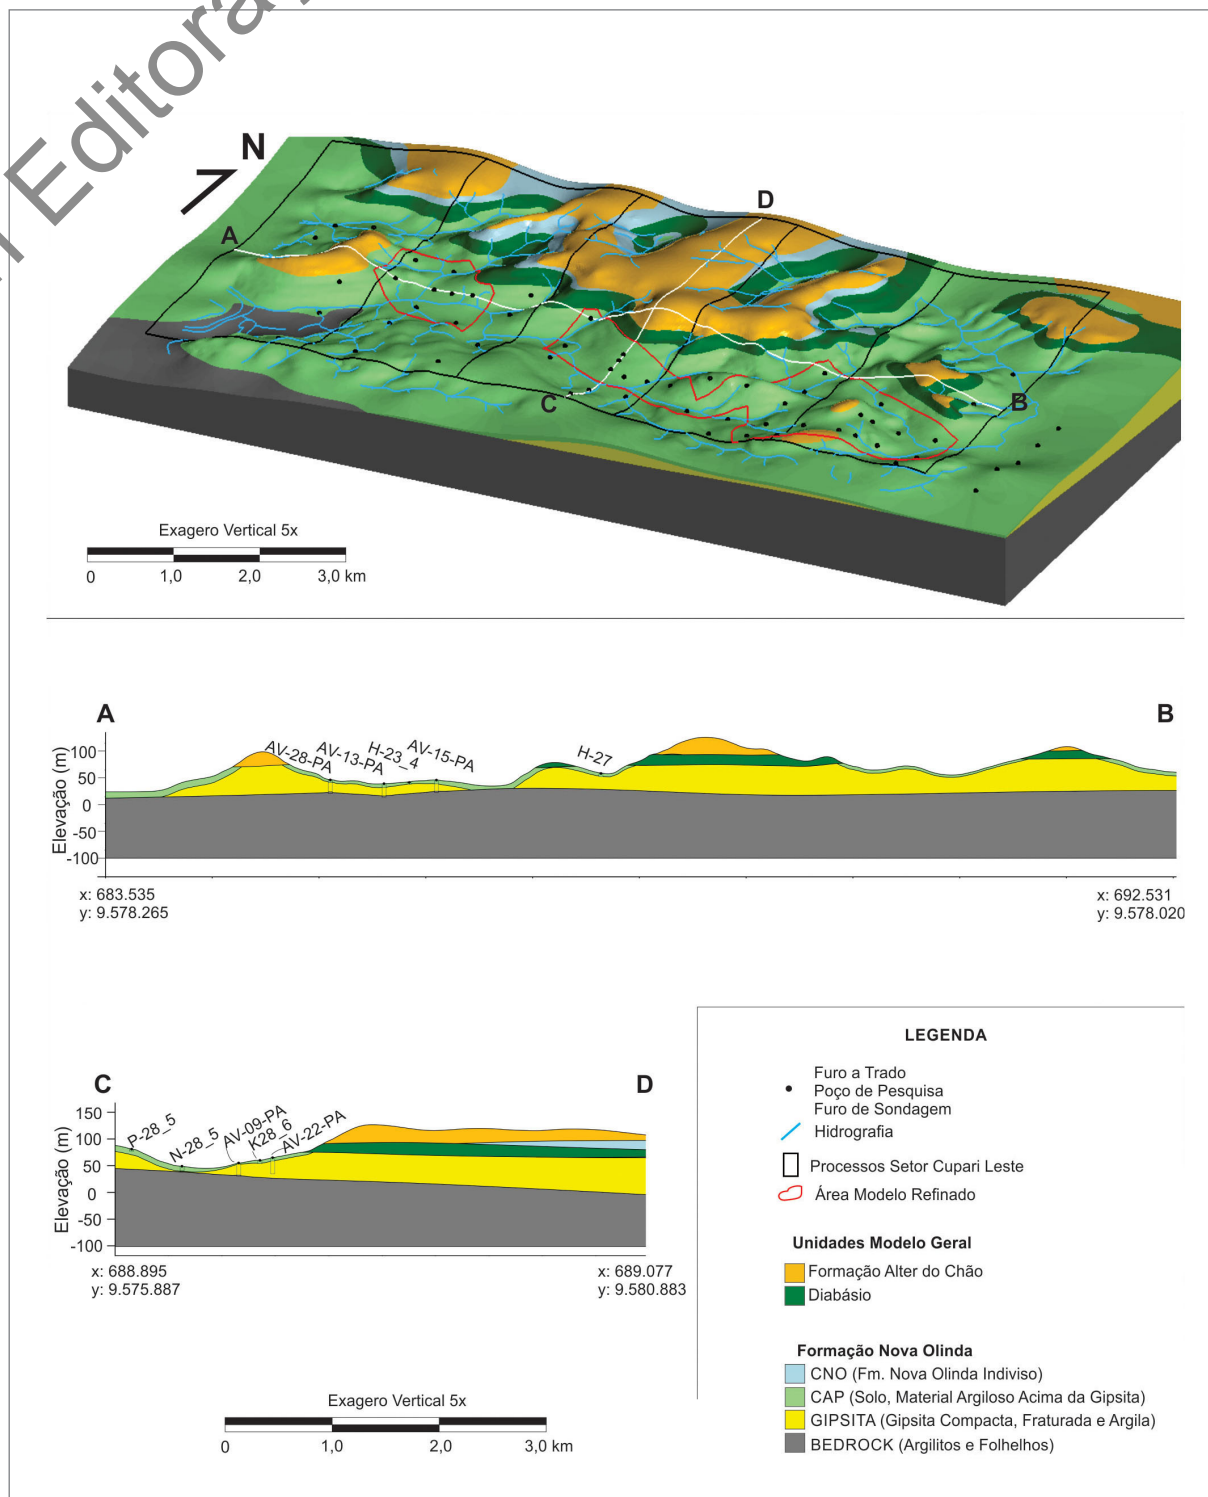 Editora
N
A
D
C
B
Exagero Vertical 5x
0 1,0 2,0 3,0 km
A
B
Elevação (m)
100
50
0
-50
-100
AV-28-PA
AV-13-PA
H-23_4
AV-15-PA
H-27
x: 683.535
y: 9.578.265
x: 692.531
y: 9.578.020
C
D
Elevação (m)
150
100
50
0
-50
-100
P-28_5
N-28_5
AV-09-PA
K28_6
AV-22-PA
x: 688.895
y: 9.575.887
x: 689.077
y: 9.580.883
Exagero Vertical 5x
0 1,0 2,0 3,0 km
LEGENDA
Furo a Trado
Poço de Pesquisa
Furo de Sondagem
Hidrografia
Processos Setor Cupari Leste
Área Modelo Refinado
Unidades Modelo Geral
Formação Alter do Chão
Diabásio
Formação Nova Olinda
CNO (Fm. Nova Olinda Indiviso)
CAP (Solo, Material Argiloso Acima da Gipsita)
GIPSITA (Gipsita Compacta, Fraturada e Argila)
BEDROCK (Argilitos e Folhelhos)